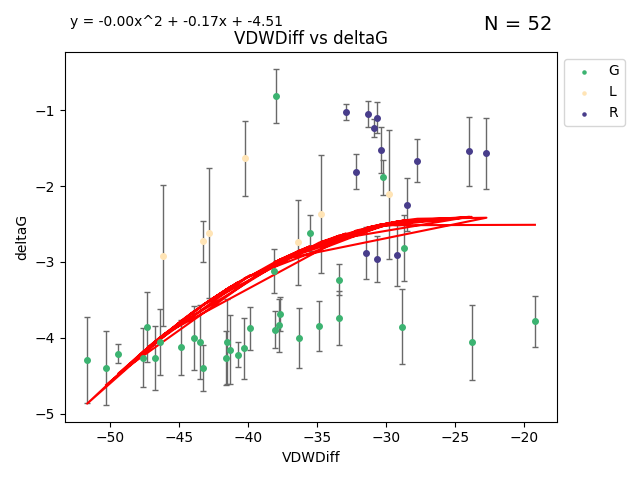 y = -0.00x^2 + -0.17x + -4.51
N = 52
VDWDiff vs deltaG
G
L
R
deltaG
−1
−2
−3
−4
−5
−50
−45
−40
−35
−30
−25
−20
VDWDiff